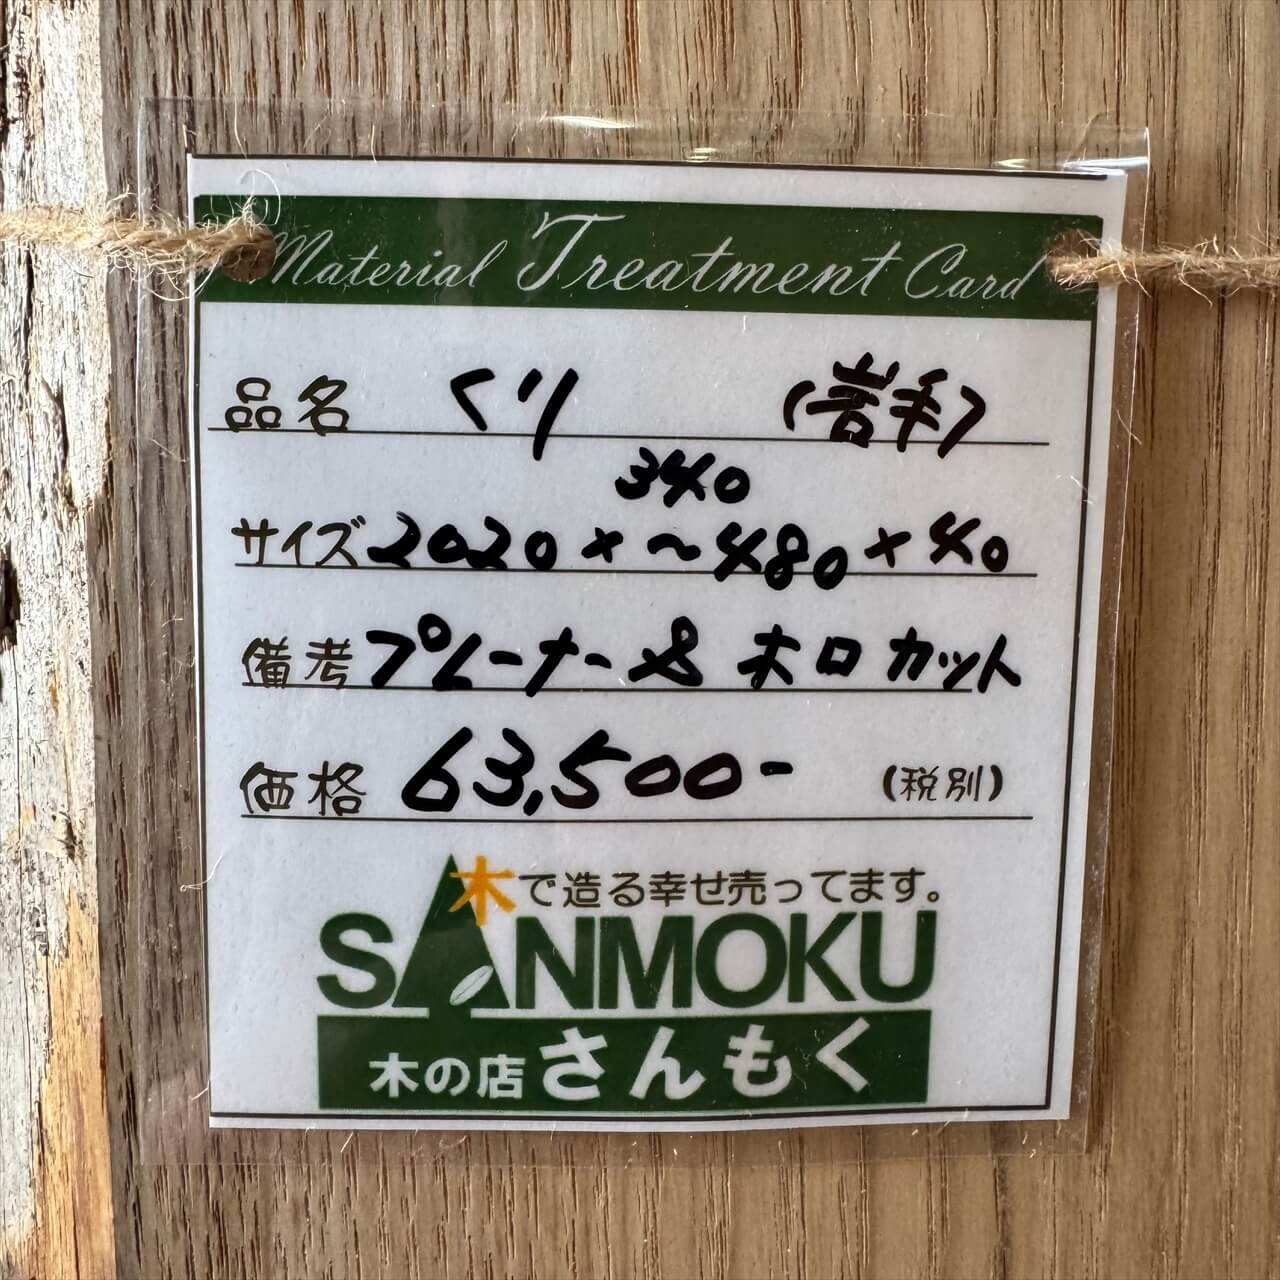 Material Treatment Card
品名 くり (岩手)
340
サイズ 2020×~480×40
備考 プレーナー& 木口カット
価格 63,500- (税別)
木で造る幸せ売ってます。
SANMOKU
木の店 さんもく